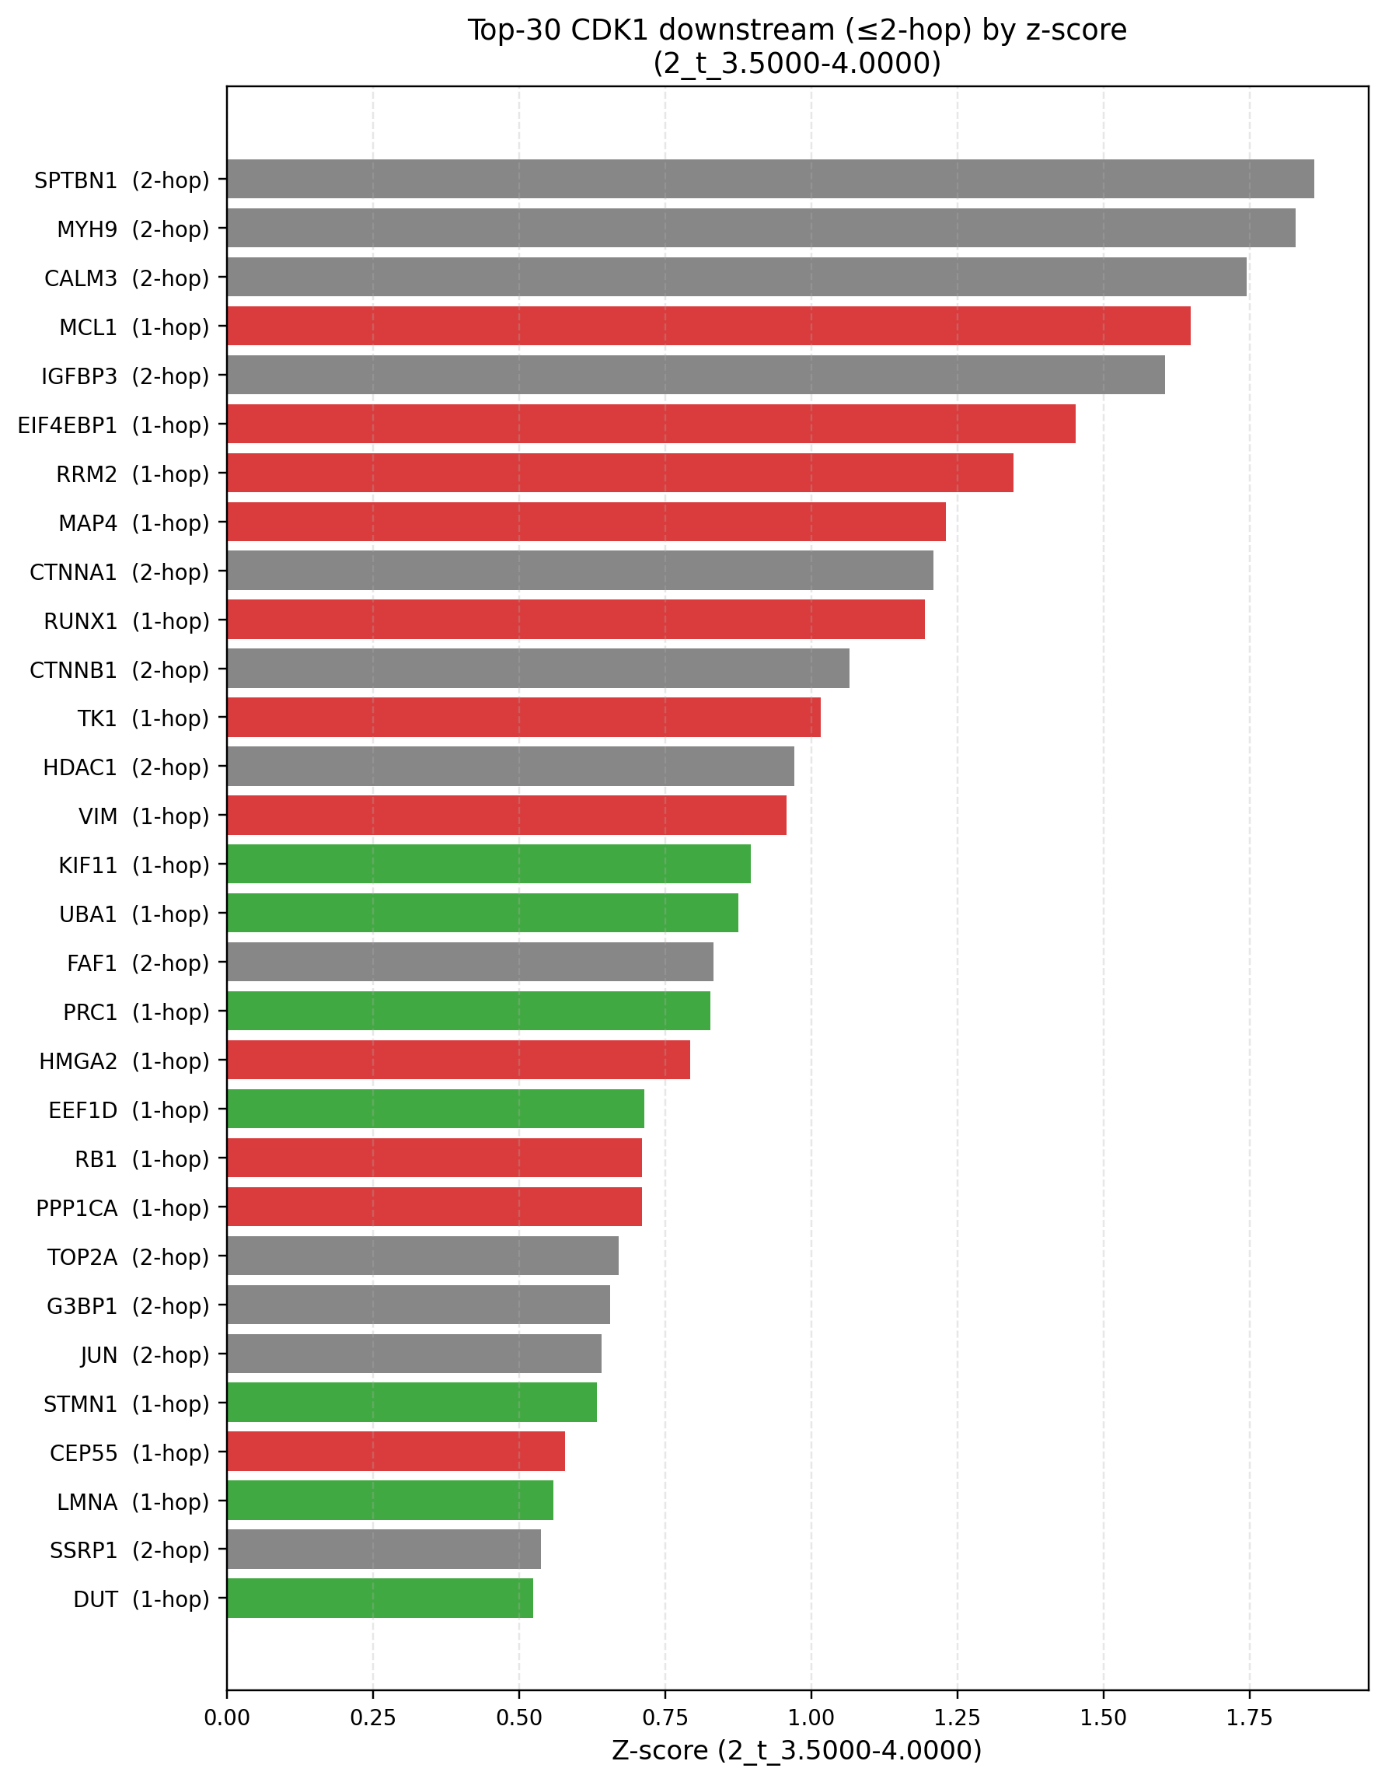 Top-30 CDK1 downstream (≤2-hop) by z-score
(2_t_3.5000-4.0000)
SPTBN1 (2-hop)
MYH9 (2-hop)
CALM3 (2-hop)
MCL1 (1-hop)
IGFBP3 (2-hop)
EIF4EBP1 (1-hop)
RRM2 (1-hop)
MAP4 (1-hop)
CTNNA1 (2-hop)
RUNX1 (1-hop)
CTNNB1 (2-hop)
TK1 (1-hop)
HDAC1 (2-hop)
VIM (1-hop)
KIF11 (1-hop)
UBA1 (1-hop)
FAF1 (2-hop)
PRC1 (1-hop)
HMGA2 (1-hop)
EEF1D (1-hop)
RB1 (1-hop)
PPP1CA (1-hop)
TOP2A (2-hop)
G3BP1 (2-hop)
JUN (2-hop)
STMN1 (1-hop)
CEP55 (1-hop)
LMNA (1-hop)
SSRP1 (2-hop)
DUT (1-hop)
0.00 0.25 0.50 0.75 1.00 1.25 1.50 1.75
Z-score (2_t_3.5000-4.0000)